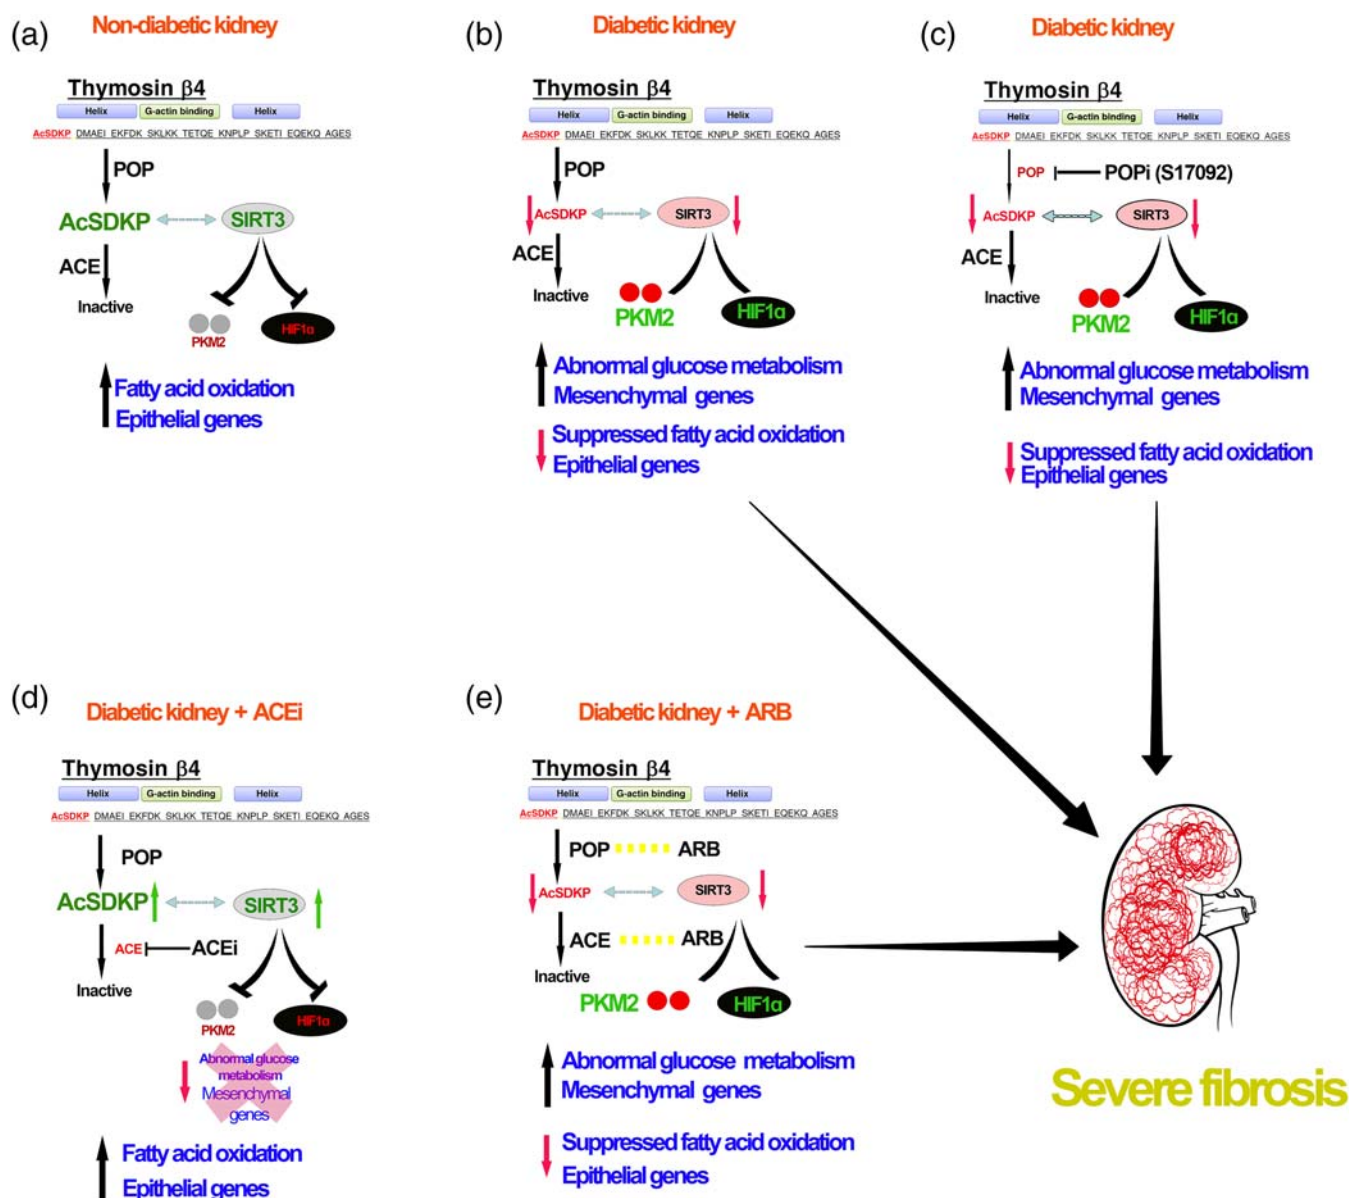 (a)
Non-diabetic kidney
Thymosin β4
Helix G-actin binding Helix
AcSDKP DMAEI EKFDK SKLKK TETQE KNPLP SKETI EQEKQ AGES
POP
AcSDKP SIRT3
ACE
Inactive
PKM2 HIF1α
Fatty acid oxidation
Epithelial genes
(b)
Diabetic kidney
Thymosin β4
Helix G-actin binding Helix
AcSDKP DMAEI EKFDK SKLKK TETQE KNPLP SKETI EQEKQ AGES
POP
AcSDKP SIRT3
ACE
Inactive
PKM2 HIF1α
Abnormal glucose metabolism
Mesenchymal genes
Suppressed fatty acid oxidation
Epithelial genes
(c)
Diabetic kidney
Thymosin β4
Helix G-actin binding Helix
AcSDKP DMAEI EKFDK SKLKK TETQE KNPLP SKETI EQEKQ AGES
POP POPi (S17092)
AcSDKP SIRT3
ACE
Inactive
PKM2 HIF1α
Abnormal glucose metabolism
Mesenchymal genes
Suppressed fatty acid oxidation
Epithelial genes
(d)
Diabetic kidney + ACEi
Thymosin β4
Helix G-actin binding Helix
AcSDKP DMAEI EKFDK SKLKK TETQE KNPLP SKETI EQEKQ AGES
POP
AcSDKP SIRT3
ACE ACEi
Inactive
PKM2 HIF1α
Abnormal glucose
metabolism
Mesenchymal
genes
Fatty acid oxidation
Epithelial genes
(e)
Diabetic kidney + ARB
Thymosin β4
Helix G-actin binding Helix
AcSDKP DMAEI EKFDK SKLKK TETQE KNPLP SKETI EQEKQ AGES
POP ARB
AcSDKP SIRT3
ACE ARB
Inactive
PKM2 HIF1α
Abnormal glucose metabolism
Mesenchymal genes
Suppressed fatty acid oxidation
Epithelial genes
Severe fibrosis